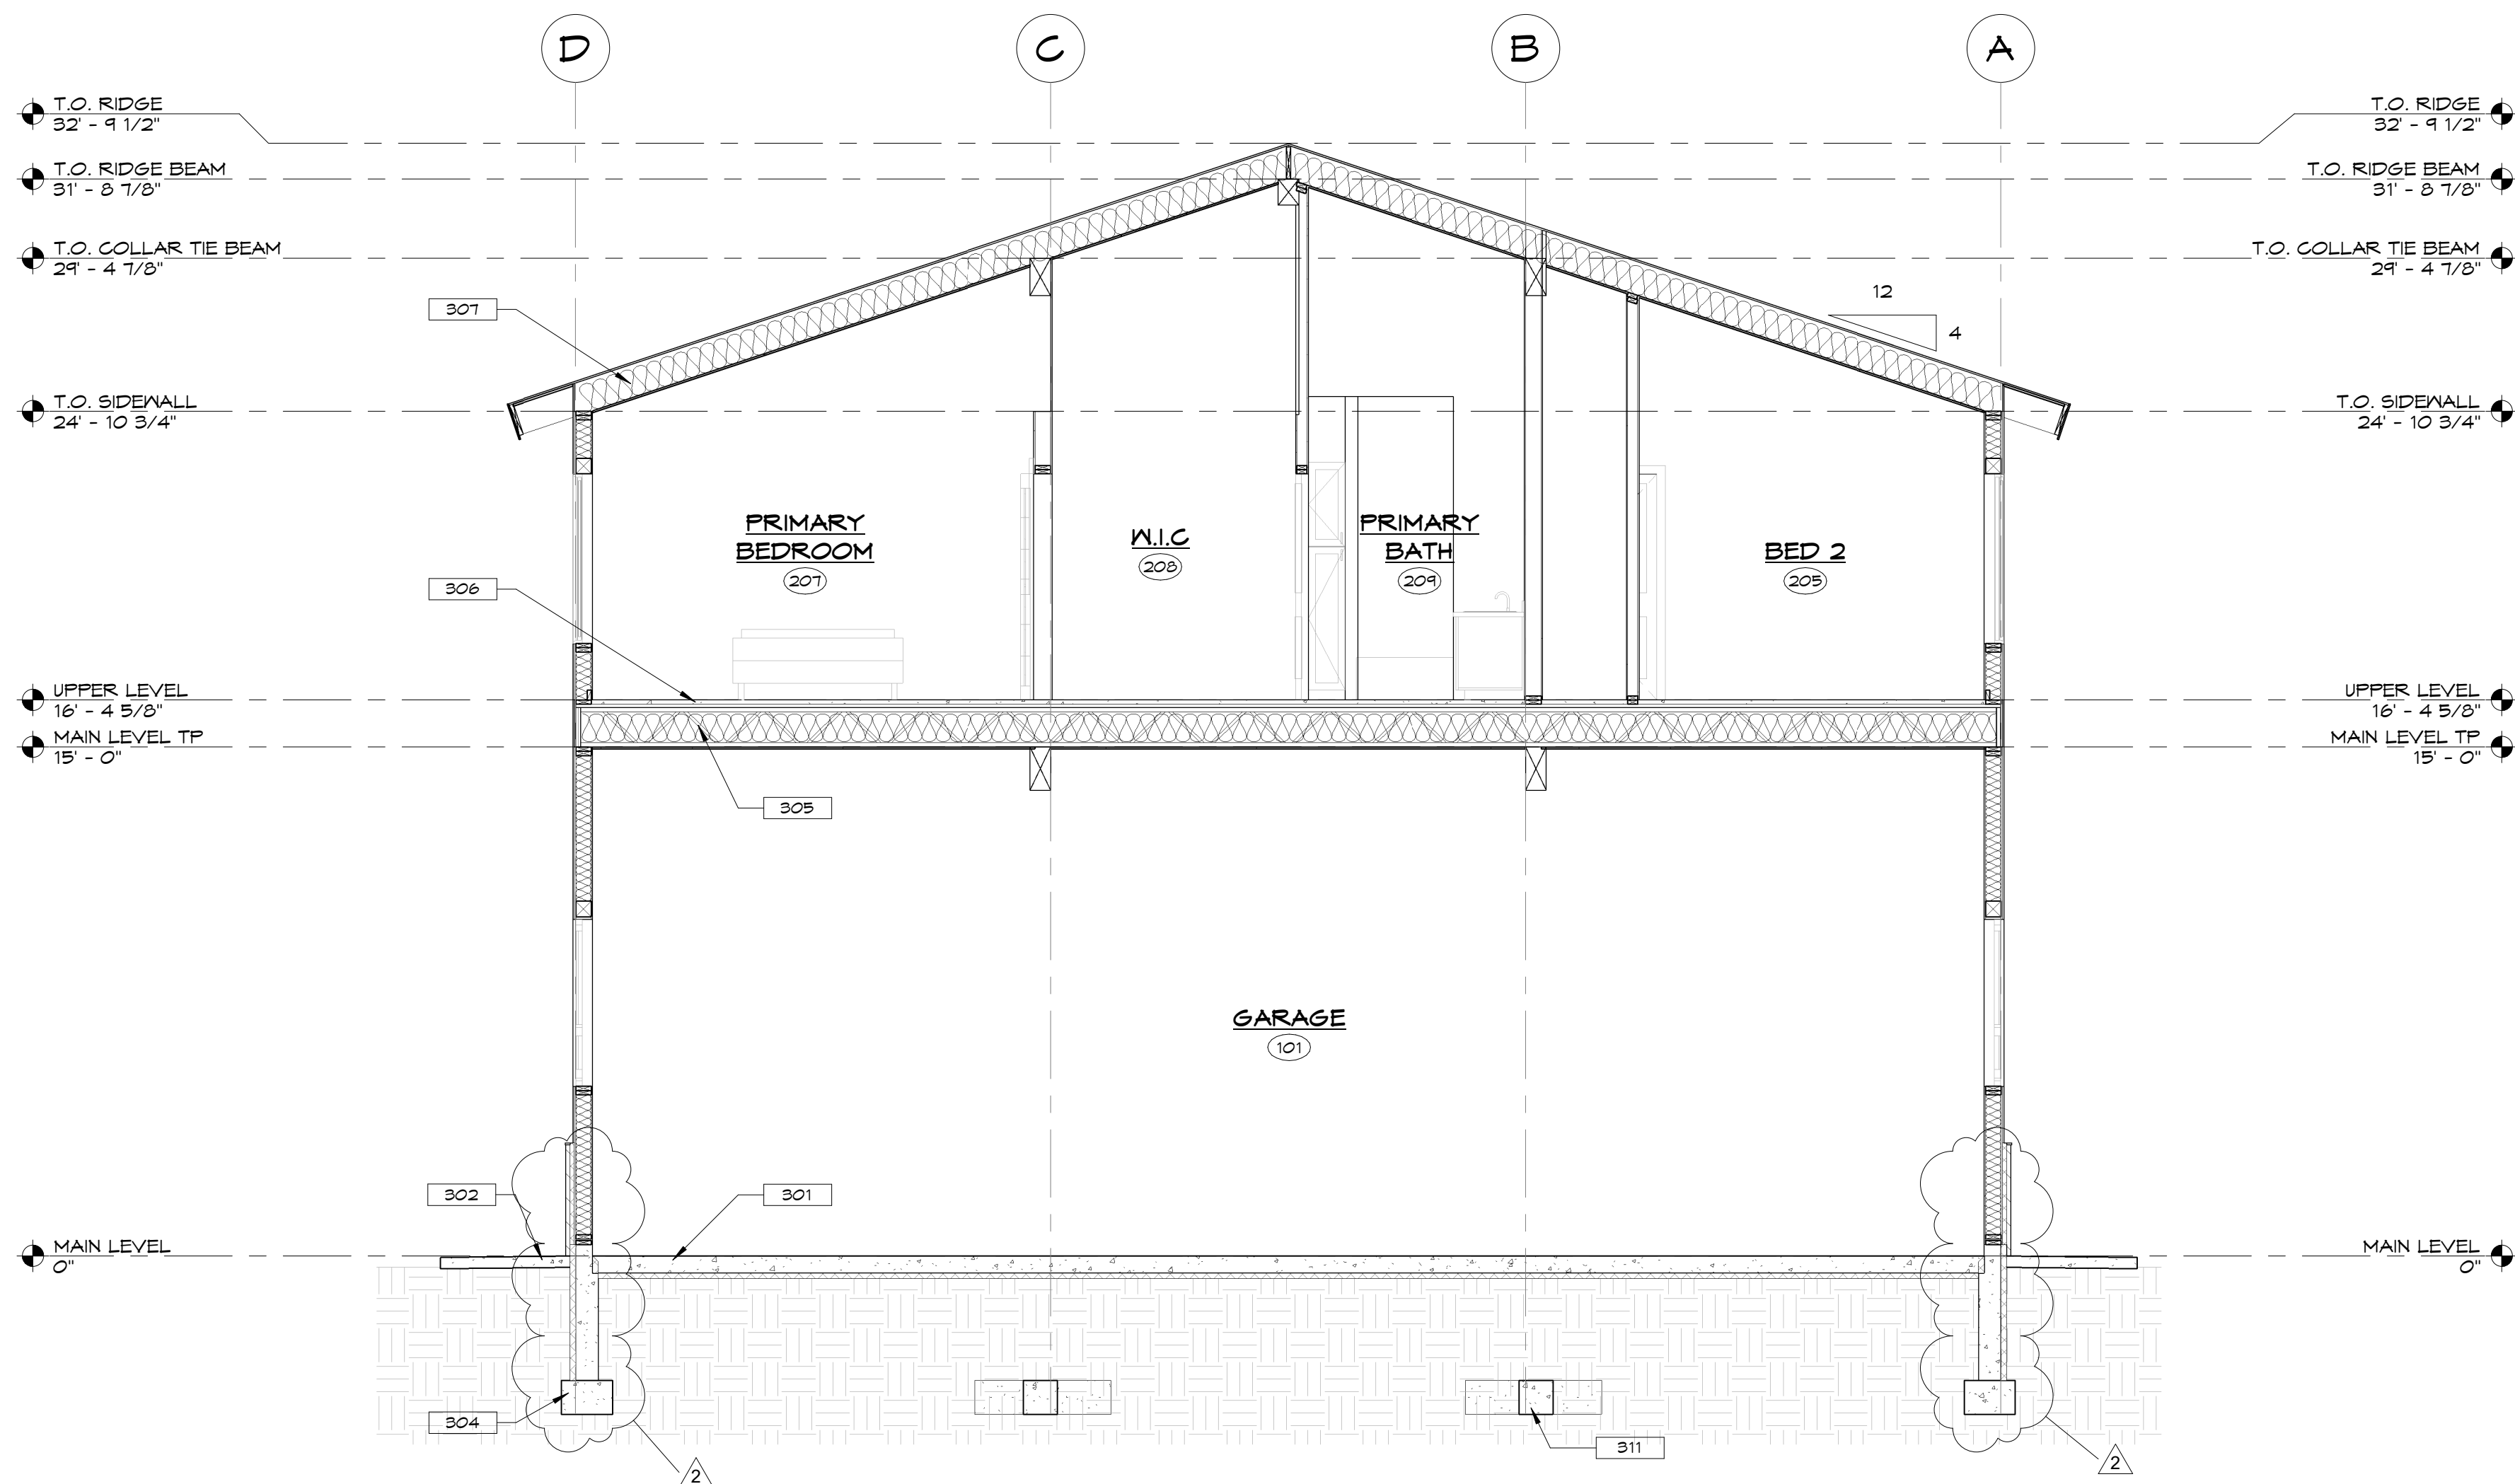 D C B A
T.O. RIDGE
32' - 9 1/2"
T.O. RIDGE
32' - 9 1/2"
T.O. RIDGE BEAM
31' - 8 7/8"
T.O. RIDGE BEAM
31' - 8 7/8"
T.O. COLLAR TIE BEAM
29' - 4 7/8"
T.O. COLLAR TIE BEAM
29' - 4 7/8"
12
4
307
T.O. SIDEWALL
24' - 10 3/4"
T.O. SIDEWALL
24' - 10 3/4"
PRIMARY
BEDROOM
207
W.I.C
208
PRIMARY
BATH
209
BED 2
205
306
UPPER LEVEL
16' - 4 5/8"
UPPER LEVEL
16' - 4 5/8"
MAIN LEVEL TP
15' - 0"
MAIN LEVEL TP
15' - 0"
305
GARAGE
101
302
301
MAIN LEVEL
0"
MAIN LEVEL
0"
304
311
2
2